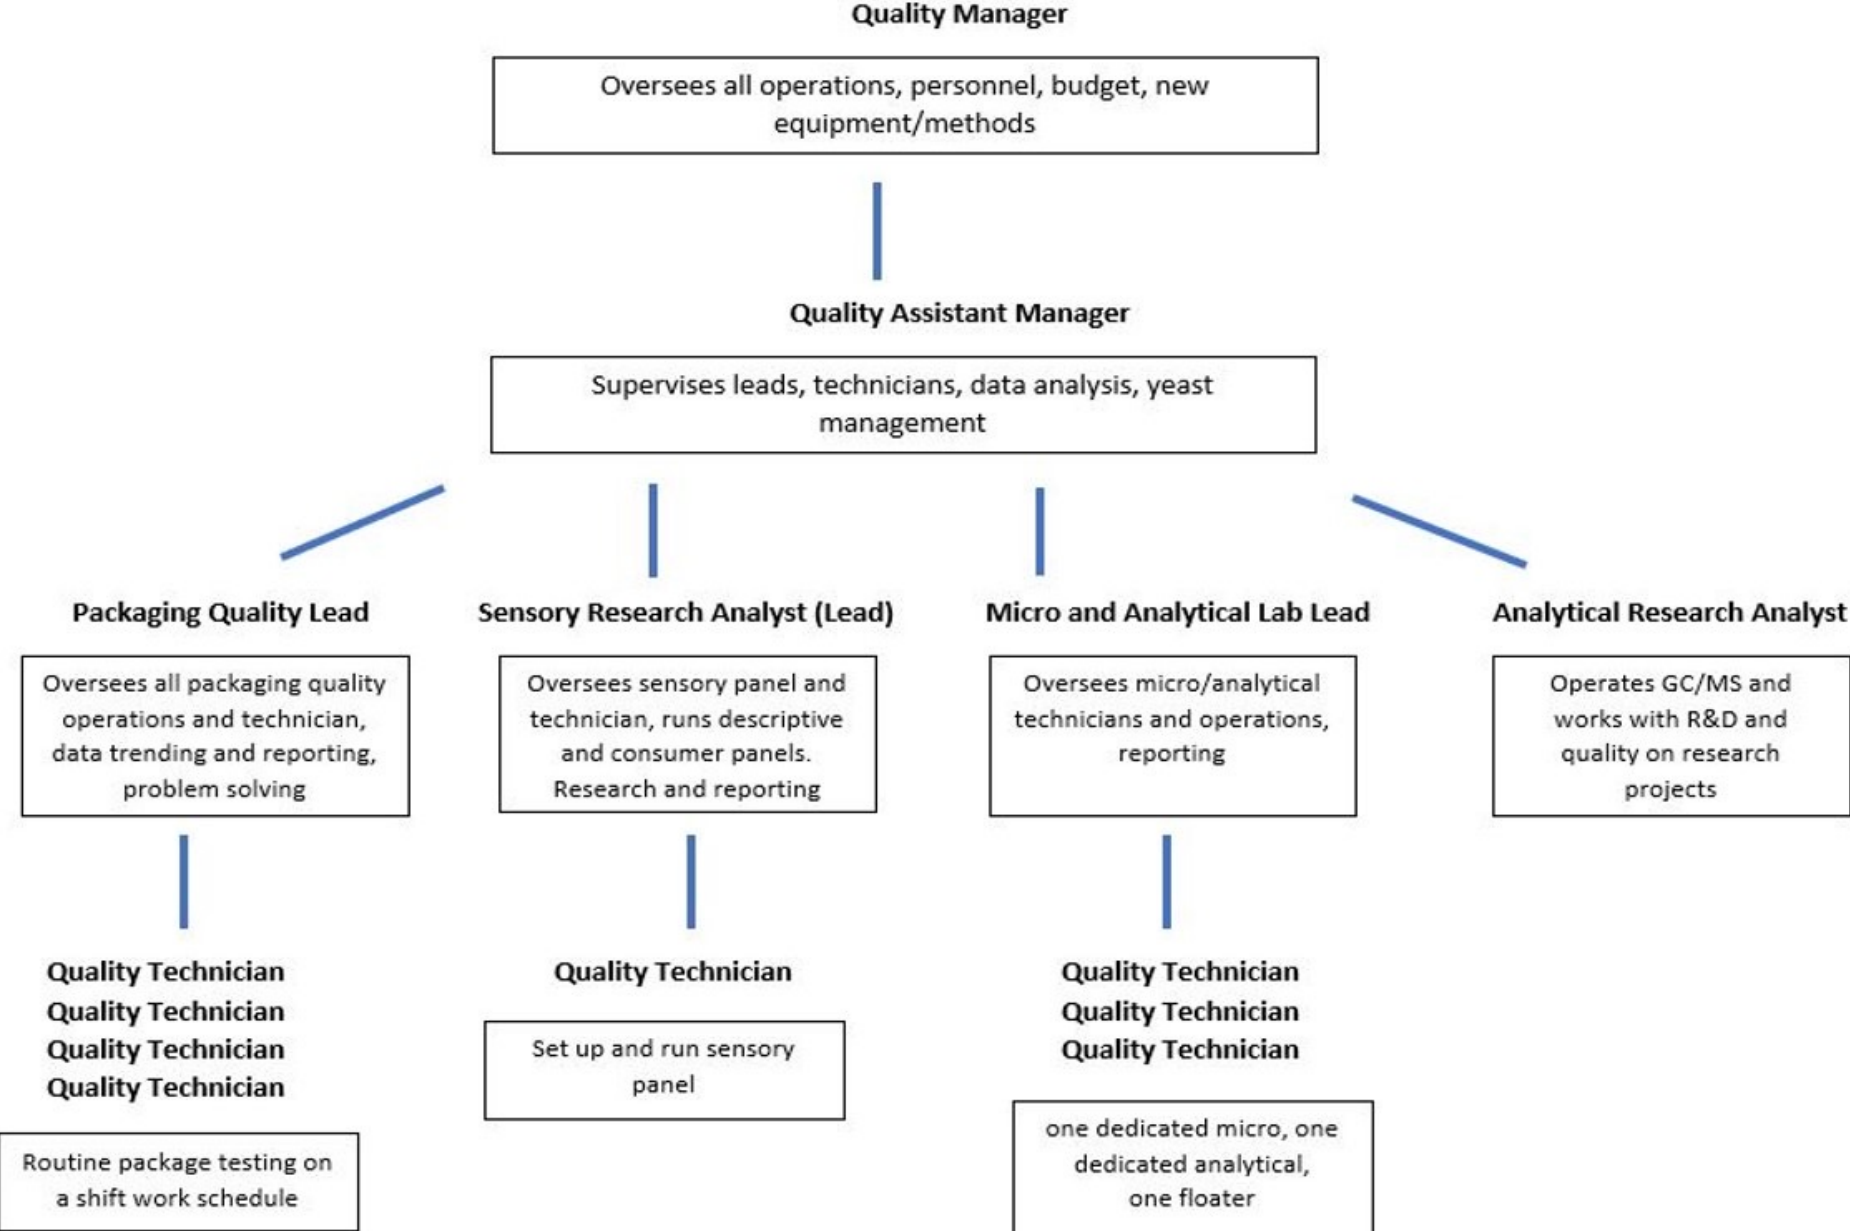 Quality Manager
Oversees all operations, personnel, budget, new
equipment/methods
Quality Assistant Manager
Supervises leads, technicians, data analysis, yeast
management
Packaging Quality Lead
Oversees all packaging quality
operations and technician,
data trending and reporting,
problem solving
Sensory Research Analyst (Lead)
Oversees sensory panel and
technician, runs descriptive
and consumer panels.
Research and reporting
Micro and Analytical Lab Lead
Oversees micro/analytical
technicians and operations,
reporting
Analytical Research Analyst
Operates GC/MS and
works with R&D and
quality on research
projects
Quality Technician
Quality Technician
Quality Technician
Quality Technician
Routine package testing on
a shift work schedule
Quality Technician
Set up and run sensory
panel
Quality Technician
Quality Technician
Quality Technician
one dedicated micro, one
dedicated analytical,
one floater